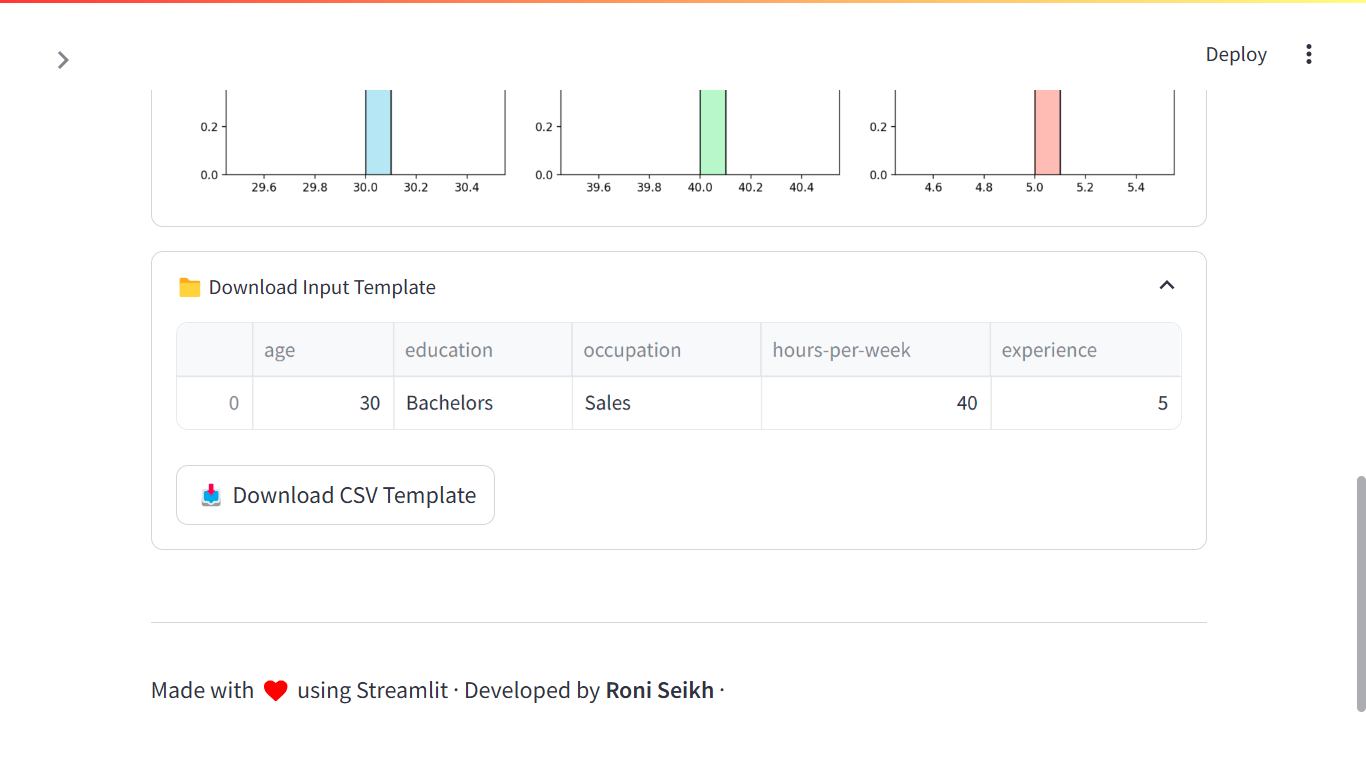 Deploy
0.2 0.2 0.2
0.0 0.0 0.0
29.6 29.8 30.0 30.2 30.4 39.6 39.8 40.0 40.2 40.4 4.6 4.8 5.0 5.2 5.4
Download Input Template
age education occupation hours-per-week experience
0 30 Bachelors Sales 40 5
Download CSV Template
Made with ❤️ using Streamlit · Developed by Roni Seikh ·